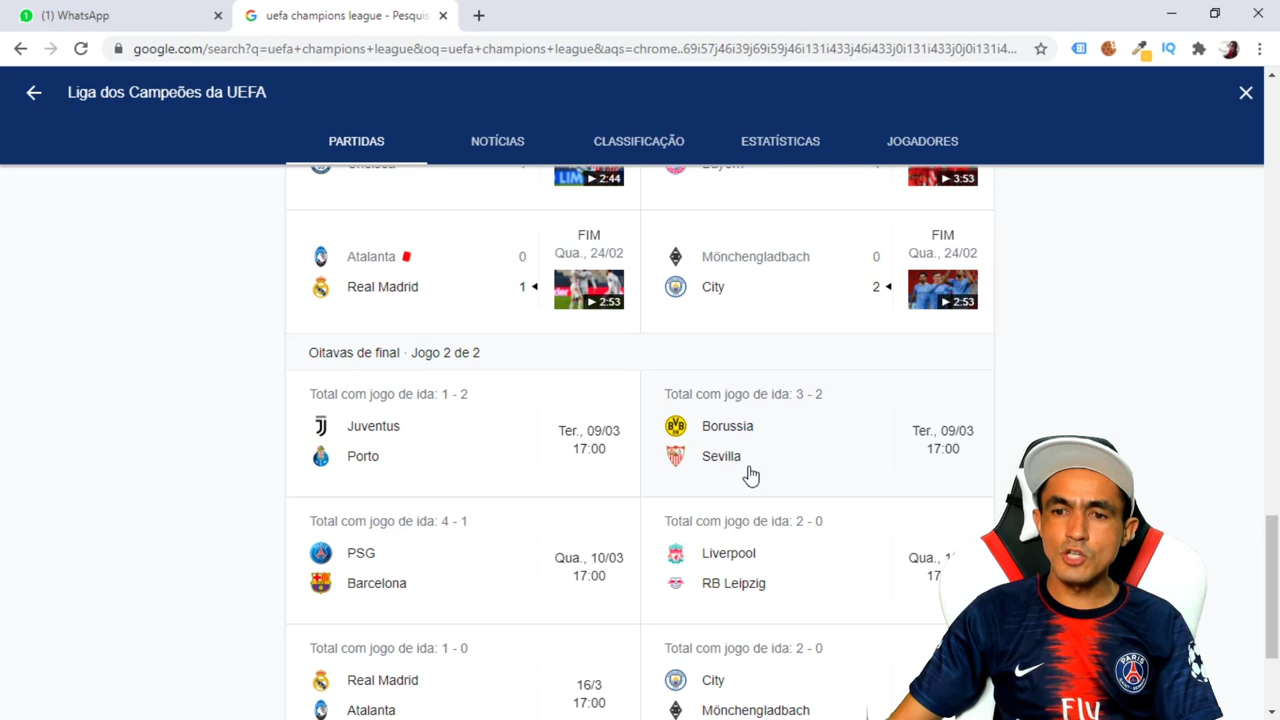 (1) WhatsApp
uefa champions league - Pesquis
google.com/search?q=uefa+champions+league&oq=uefa+champions+league&aqs=chrome..69i57j46i39j69i59j46i131i433j46i433j0i131i433j0j0i131i4...
IQ
Liga dos Campeões da UEFA
PARTIDAS NOTÍCIAS CLASSIFICAÇÃO ESTATÍSTICAS JOGADORES
LIM 2:44
3:53
Atalanta 0
Real Madrid 1
FIM
Qua., 24/02
2:53
Mönchengladbach 0
City 2
FIM
Qua., 24/02
2:53
Oitavas de final · Jogo 2 de 2
Total com jogo de ida: 1 - 2
Juventus
Porto
Ter., 09/03
17:00
Total com jogo de ida: 3 - 2
Borussia
Sevilla
Ter., 09/03
17:00
Total com jogo de ida: 4 - 1
PSG
Barcelona
Qua., 10/03
17:00
Total com jogo de ida: 2 - 0
Liverpool
RB Leipzig
Qua., 1
17
Total com jogo de ida: 1 - 0
Real Madrid
Atalanta
16/3
17:00
Total com jogo de ida: 2 - 0
City
Mönchengladbach
PARIS
Fly